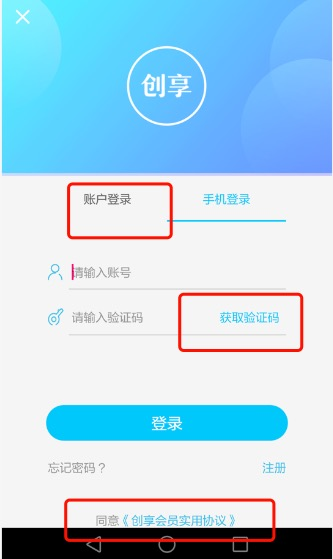 创享
账户登录 手机登录
请输入账号
请输入验证码 获取验证码
登录
忘记密码？ 注册
同意《创享会员实用协议》